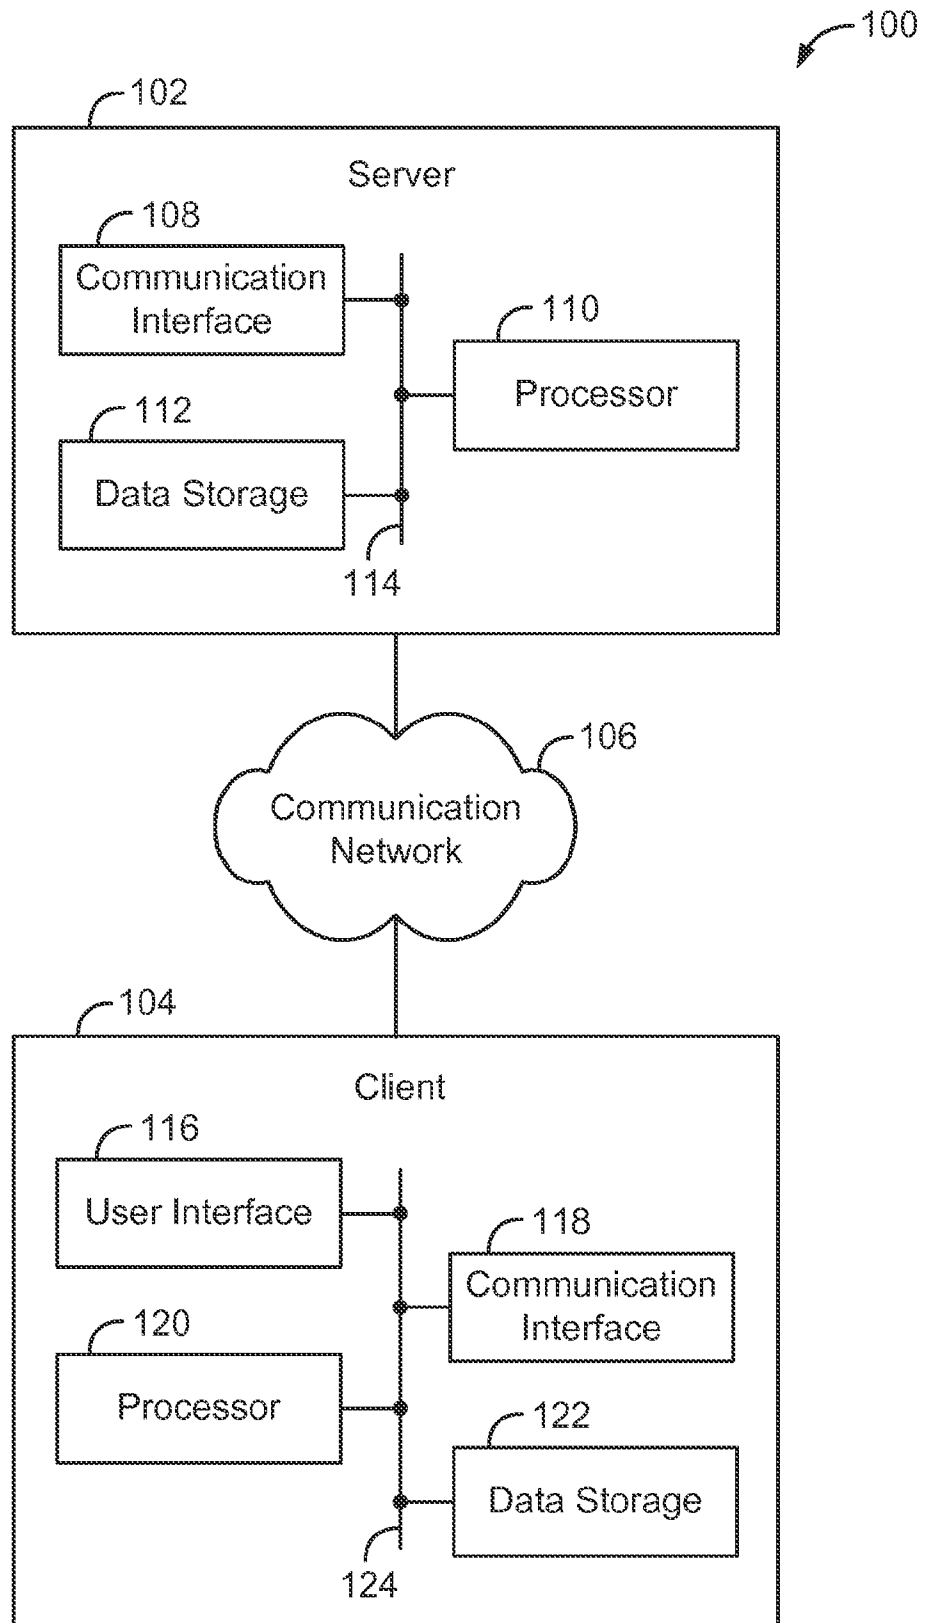 100
102
Server
108
Communication
Interface
110
Processor
112
Data Storage
114
106
Communication
Network
104
Client
116
User Interface
118
Communication
Interface
120
Processor
122
Data Storage
124